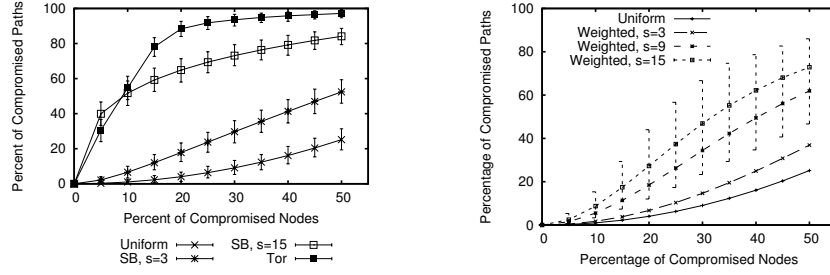 Percent of Compromised Paths
100
80
60
40
20
0
0 10 20 30 40 50
Percent of Compromised Nodes
Uniform
SB, s=3
SB, s=15
Tor
Percentage of Compromised Paths
100
80
60
40
20
0
Uniform
Weighted, s=3
Weighted, s=9
Weighted, s=15
0 10 20 30 40 50
Percentage of Compromised Nodes